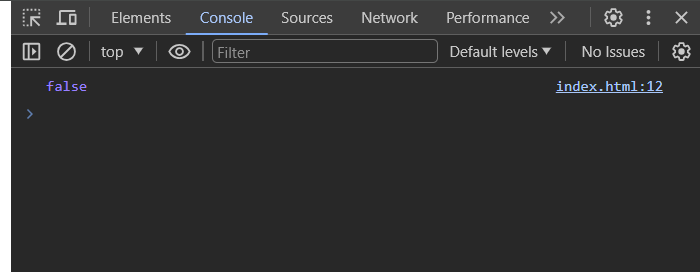 Elements Console Sources Network Performance
top Filter Default levels No Issues
false index.html:12